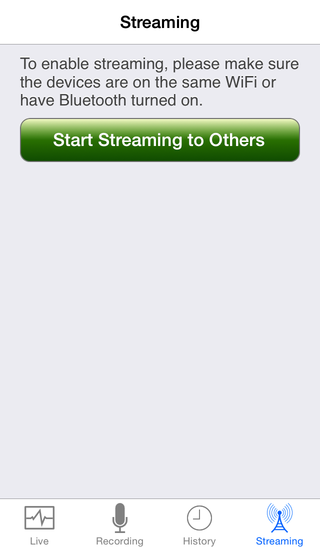 Streaming
To enable streaming, please make sure
the devices are on the same WiFi or
have Bluetooth turned on.
Start Streaming to Others
Live
Recording
History
Streaming